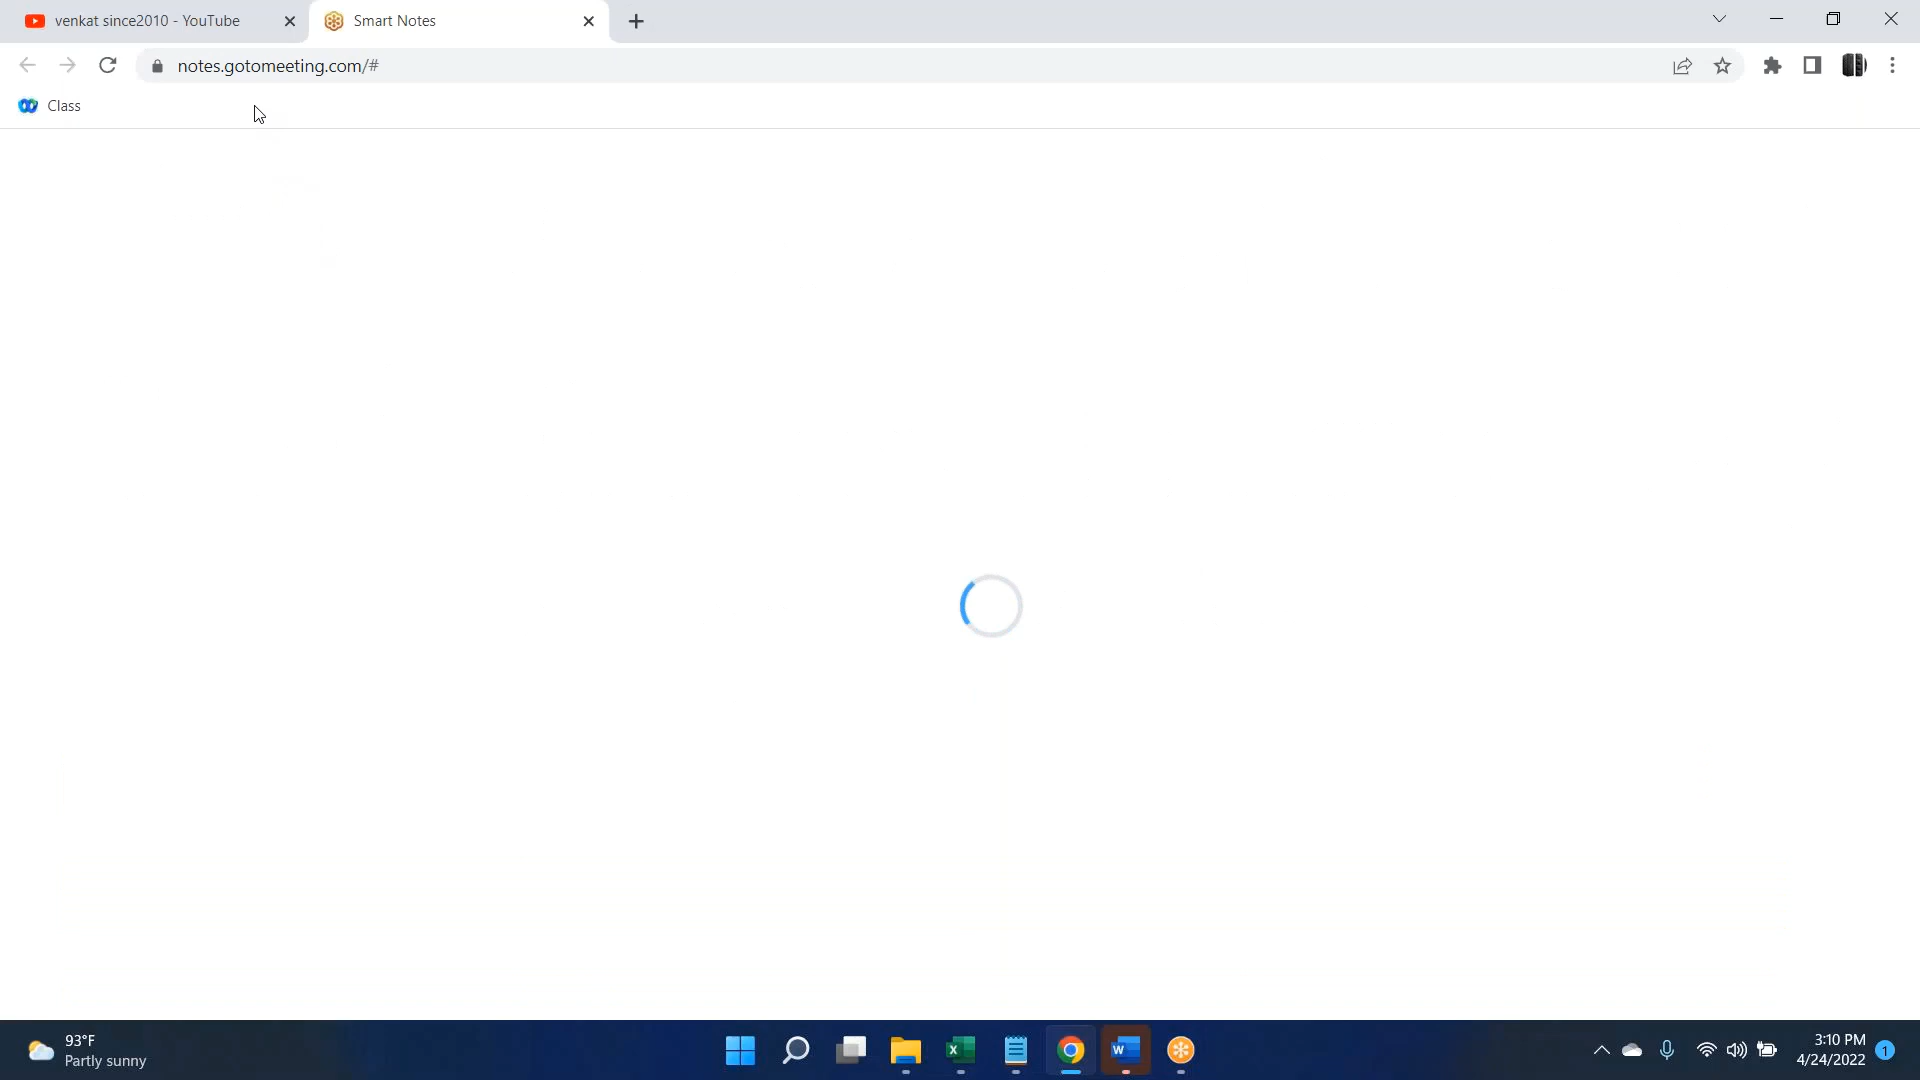 venkat since2010 - YouTube
Smart Notes
notes.gotomeeting.com/#
Class
93°F
Partly sunny
3:10 PM
4/24/2022
1